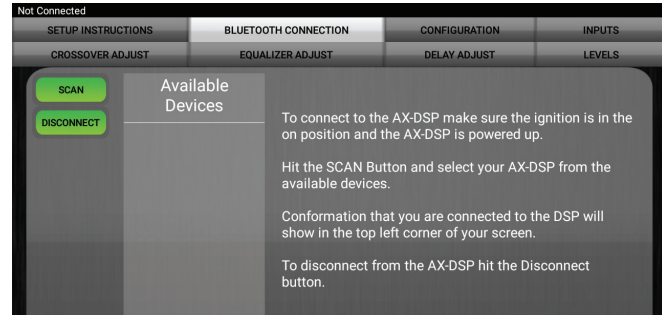 Not Connected
SETUP INSTRUCTIONS BLUETOOTH CONNECTION CONFIGURATION INPUTS
CROSSOVER ADJUST EQUALIZER ADJUST DELAY ADJUST LEVELS
SCAN
DISCONNECT
Available
Devices
To connect to the AX-DSP make sure the ignition is in the
on position and the AX-DSP is powered up.
Hit the SCAN Button and select your AX-DSP from the
available devices.
Conformation that you are connected to the DSP will
show in the top left corner of your screen.
To disconnect from the AX-DSP hit the Disconnect
button.